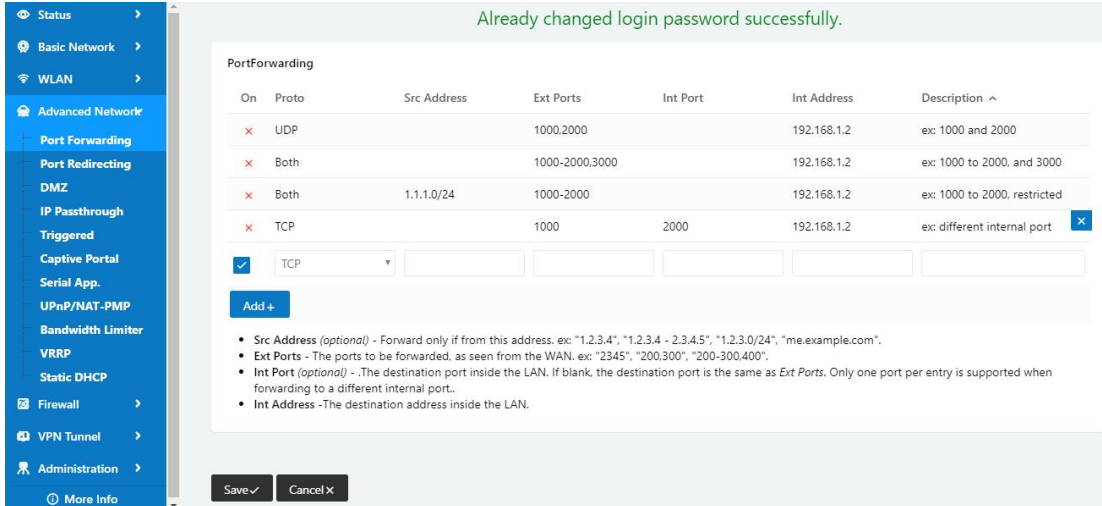 Already changed login password successfully.
Status
Basic Network
WLAN
Advanced Network
Port Forwarding
Port Redirecting
DMZ
IP Passthrough
Triggered
Captive Portal
Serial App.
UPnP/NAT-PMP
Bandwidth Limiter
VRRP
Static DHCP
Firewall
VPN Tunnel
Administration
More Info
PortForwarding
On Proto Src Address Ext Ports Int Port Int Address Description
UDP 1000,2000 192.168.1.2 ex: 1000 and 2000
Both 1000-2000,3000 192.168.1.2 ex: 1000 to 2000, and 3000
Both 1.1.1.0/24 1000-2000 192.168.1.2 ex: 1000 to 2000, restricted
TCP 1000 2000 192.168.1.2 ex: different internal port
TCP
Add +
• Src Address (optional) - Forward only if from this address. ex: "1.2.3.4", "1.2.3.4 - 2.3.4.5", "1.2.3.0/24", "me.example.com".
• Ext Ports - The ports to be forwarded, as seen from the WAN. ex: "2345", "200,300", "200-300,400".
• Int Port (optional) - .The destination port inside the LAN. If blank, the destination port is the same as Ext Ports. Only one port per entry is supported when
forwarding to a different internal port..
• Int Address -The destination address inside the LAN.
Save Cancel